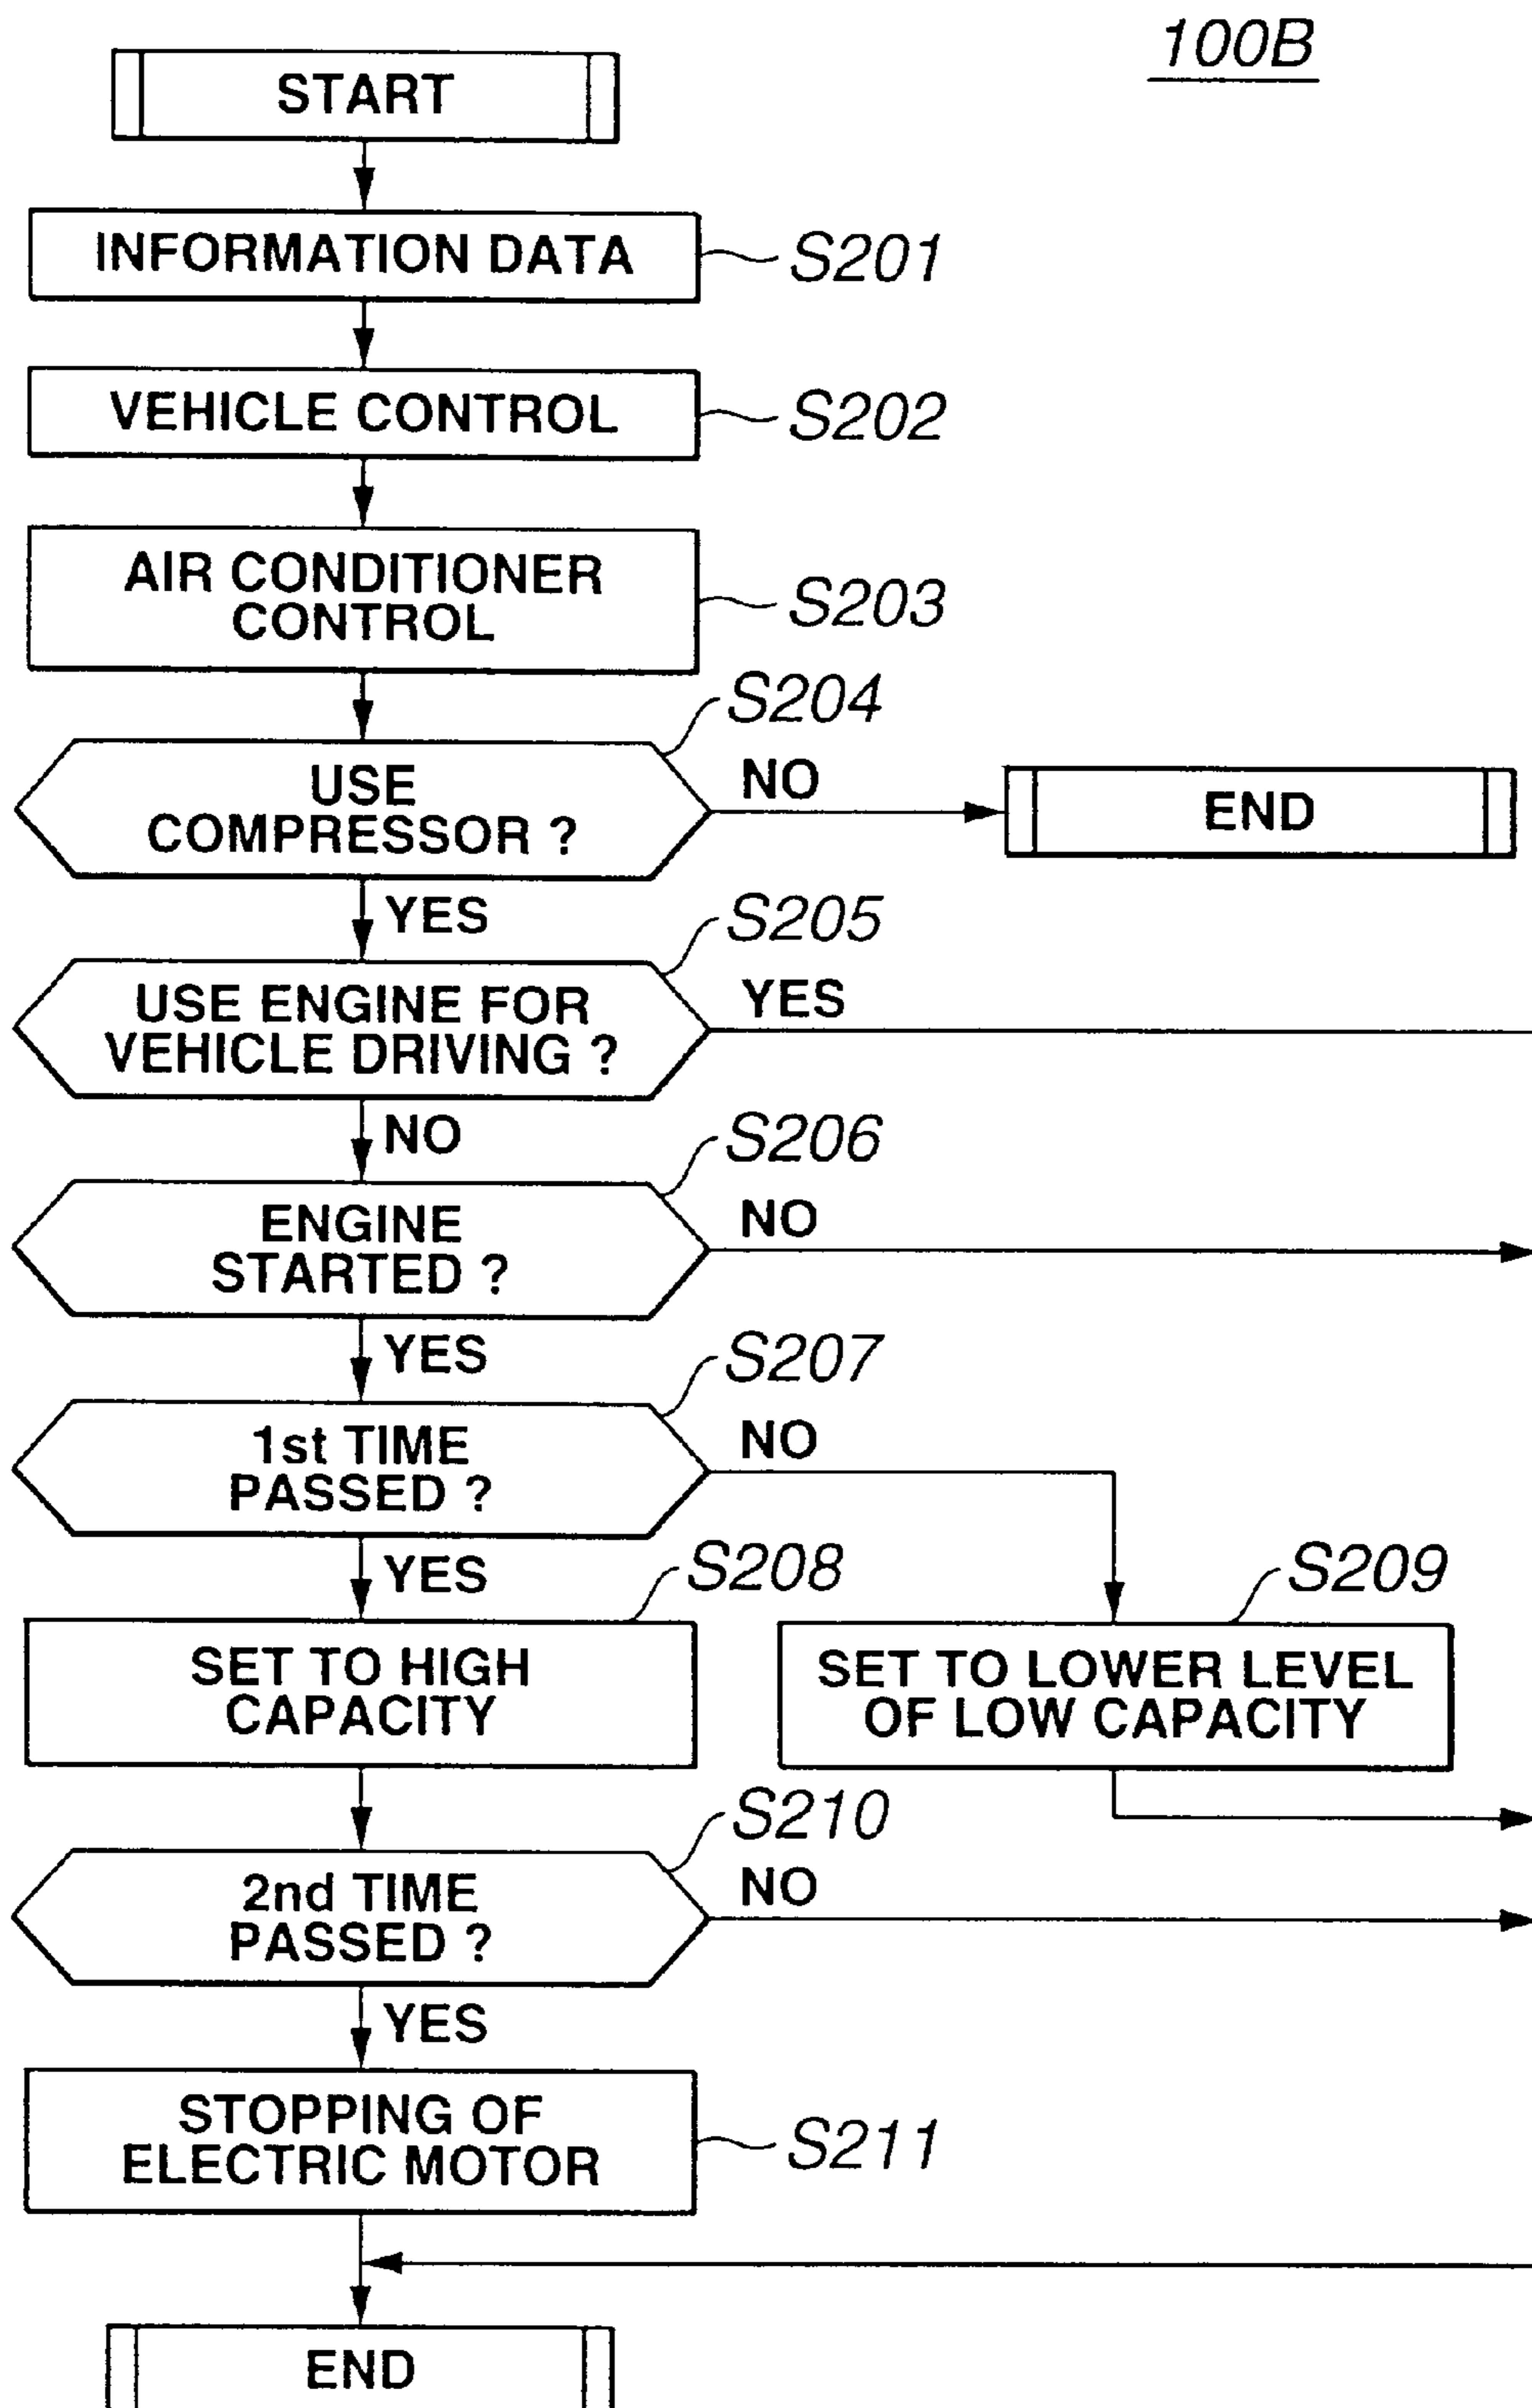 100B
START
INFORMATION DATA
S201
VEHICLE CONTROL
S202
AIR CONDITIONER
CONTROL
S203
S204
USE
COMPRESSOR ?
NO
END
YES
S205
USE ENGINE FOR
VEHICLE DRIVING ?
YES
NO
S206
ENGINE
STARTED ?
NO
YES
S207
1st TIME
PASSED ?
NO
YES
S208
SET TO HIGH
CAPACITY
S209
SET TO LOWER LEVEL
OF LOW CAPACITY
S210
2nd TIME
PASSED ?
NO
YES
STOPPING OF
ELECTRIC MOTOR
S211
END